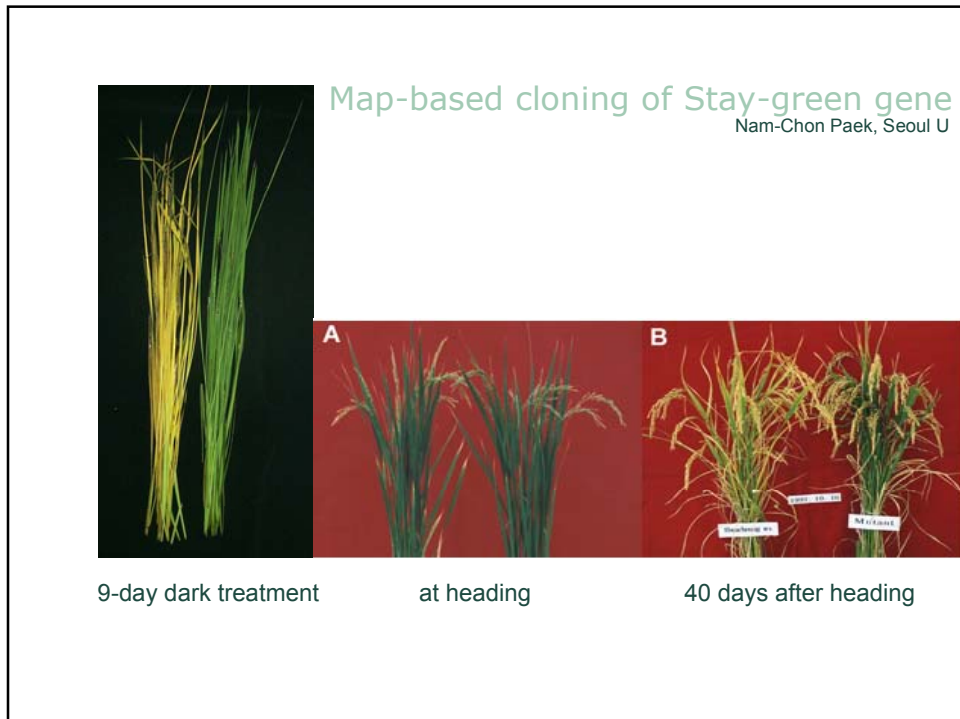 Map-based cloning of Stay-green gene
Nam-Chon Paek, Seoul U
A
B
Mutant
9-day dark treatment
at heading
40 days after heading